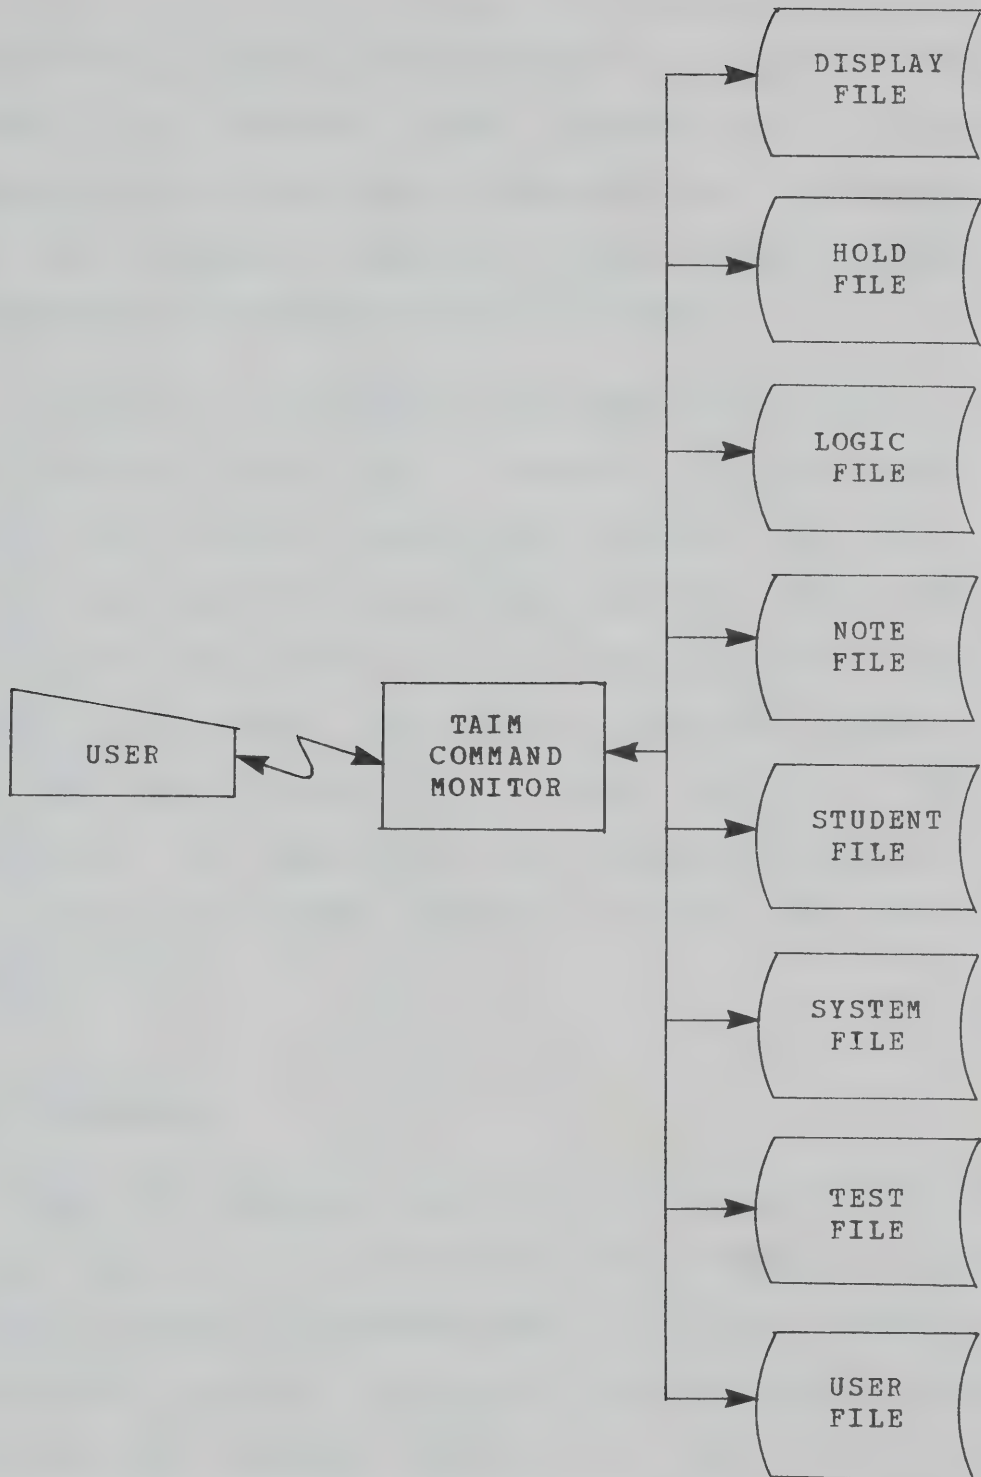 DISPLAY
FILE
HOLD
FILE
LOGIC
FILE
NOTE
FILE
USER
TAIM
COMMAND
MONITOR
STUDENT
FILE
SYSTEM
FILE
TEST
FILE
USER
FILE